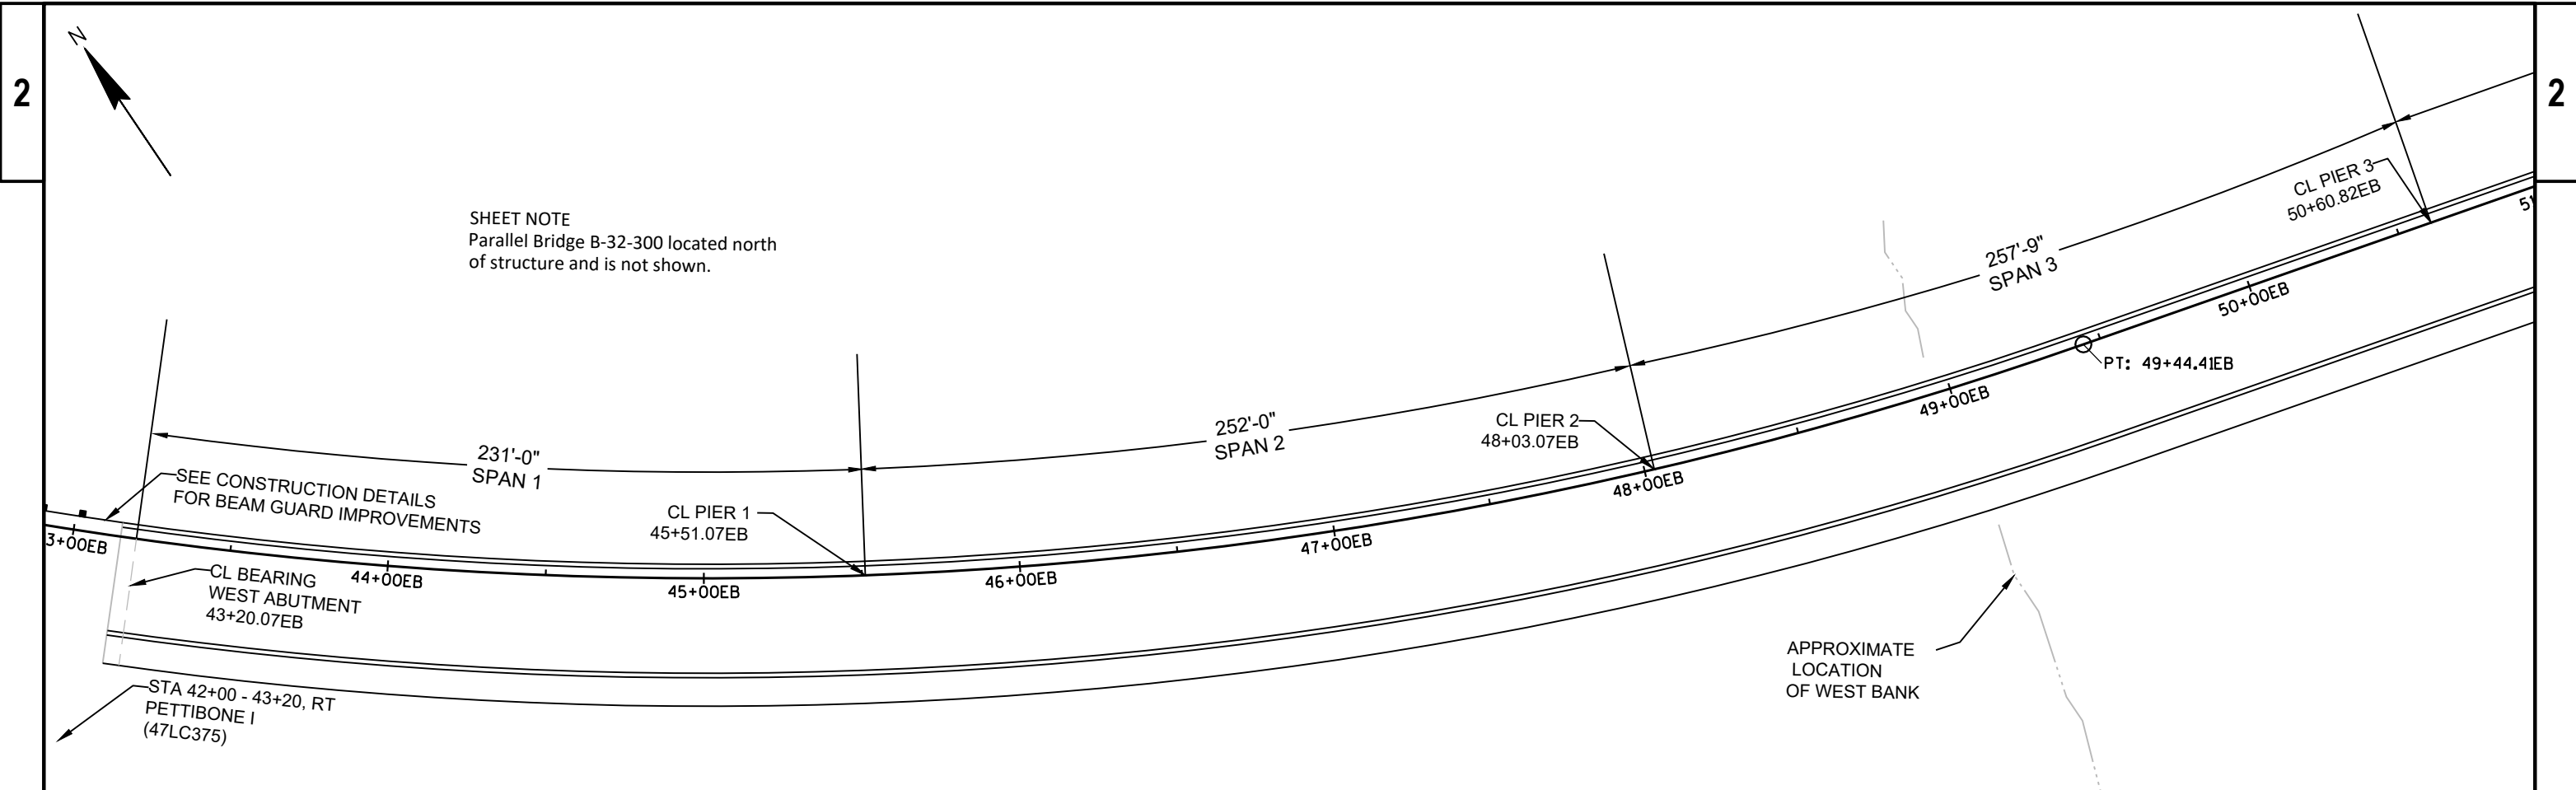 N
2
2
SHEET NOTE
Parallel Bridge B-32-300 located north
of structure and is not shown.
CL PIER 3
50+60.82EB
257'-9"
SPAN 3
50+00EB
PT: 49+44.41EB
49+00EB
252'-0"
SPAN 2
CL PIER 2
48+03.07EB
48+00EB
231'-0"
SPAN 1
SEE CONSTRUCTION DETAILS
FOR BEAM GUARD IMPROVEMENTS
CL PIER 1
45+51.07EB
3+00EB
44+00EB
45+00EB
46+00EB
47+00EB
CL BEARING
WEST ABUTMENT
43+20.07EB
APPROXIMATE
LOCATION
OF WEST BANK
STA 42+00 - 43+20, RT
PETTIBONE I
(47LC375)